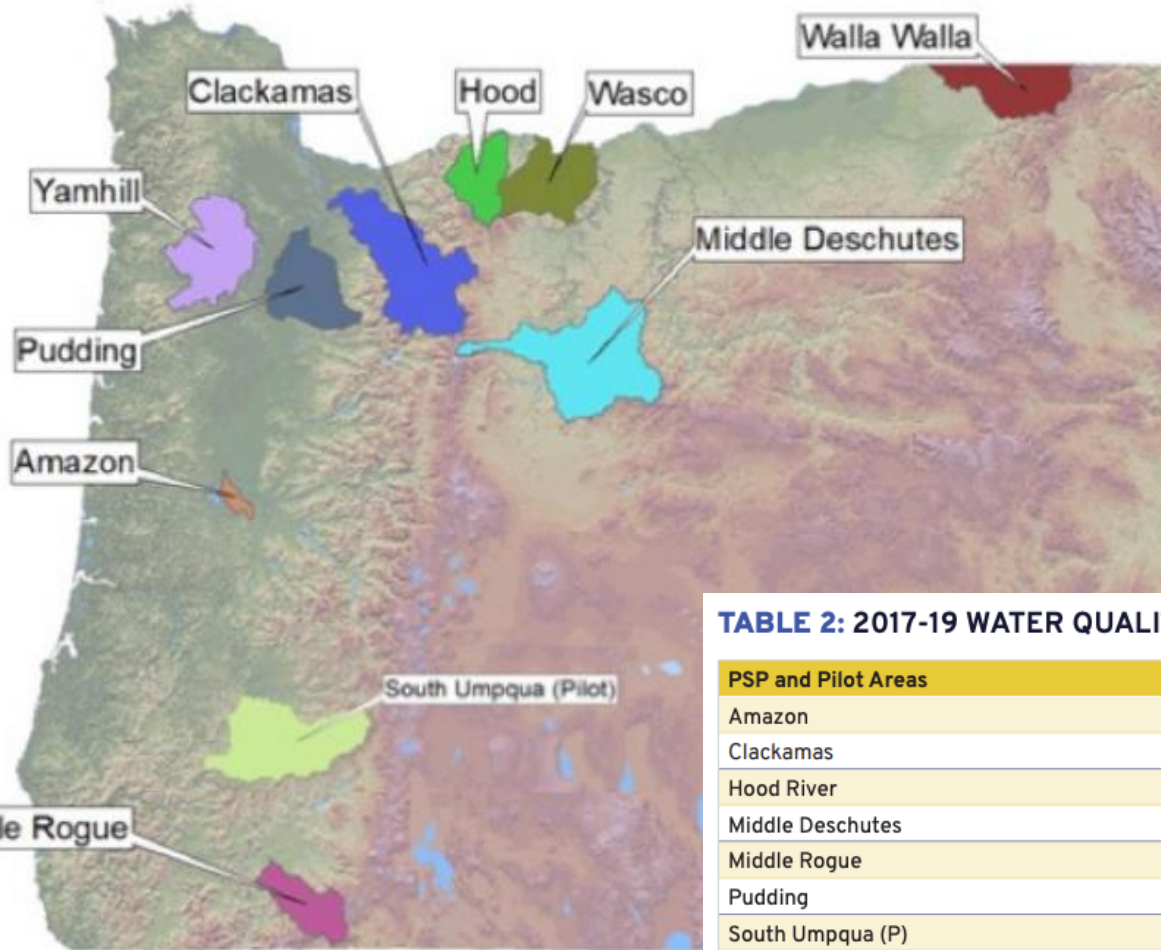 Walla Walla
Clackamas
Hood
Wasco
Yamhill
Middle Deschutes
Pudding
Amazon
South Umpqua (Pilot)
le Rogue
TABLE 2: 2017-19 WATER QUALI
PSP and Pilot Areas
Amazon
Clackamas
Hood River
Middle Deschutes
Middle Rogue
Pudding
South Umpqua (P)